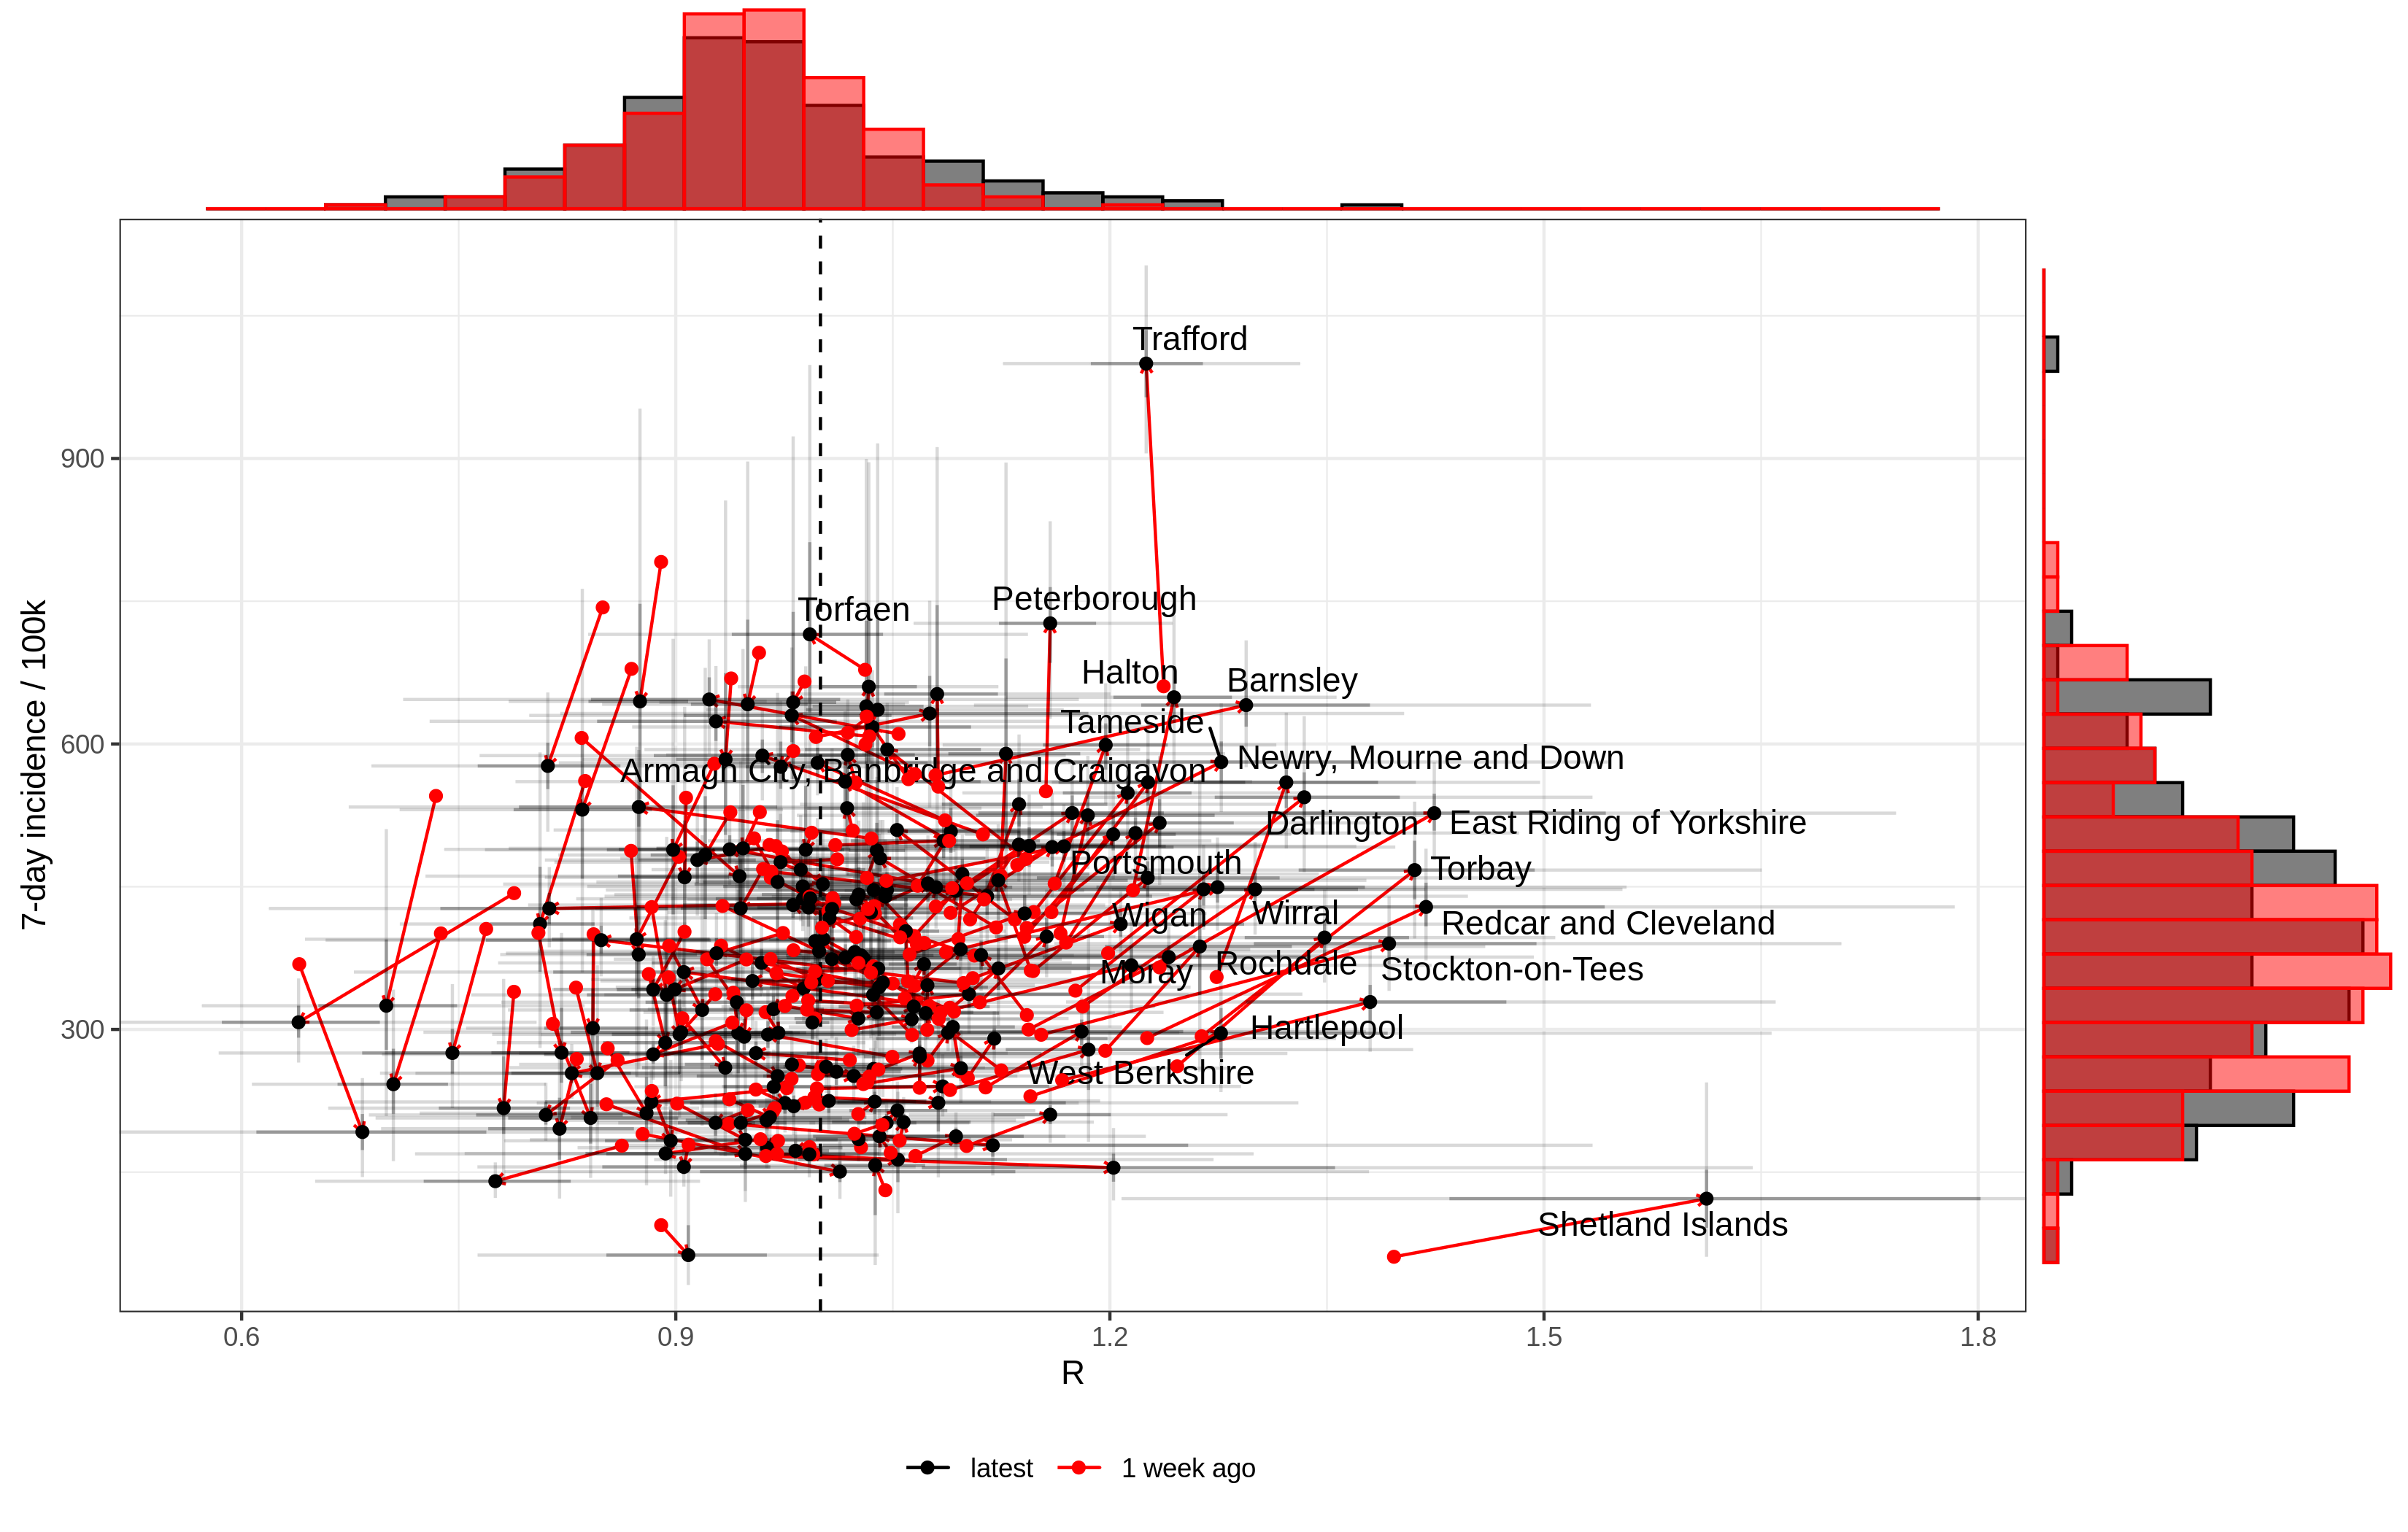 Trafford
900
Peterborough
Torfaen
Halton
Barnsley
Tameside
600
Newry, Mourne and Down
Armagh City, Banbridge and Craigavon
Darlington
East Riding of Yorkshire
Portsmouth
Torbay
Wigan
Wirral
Redcar and Cleveland
Moray
Rochdale
Stockton-on-Tees
300
Hartlepool
West Berkshire
Shetland Islands
7-day incidence / 100k
0.6
0.9
1.2
1.5
1.8
R
latest
1 week ago